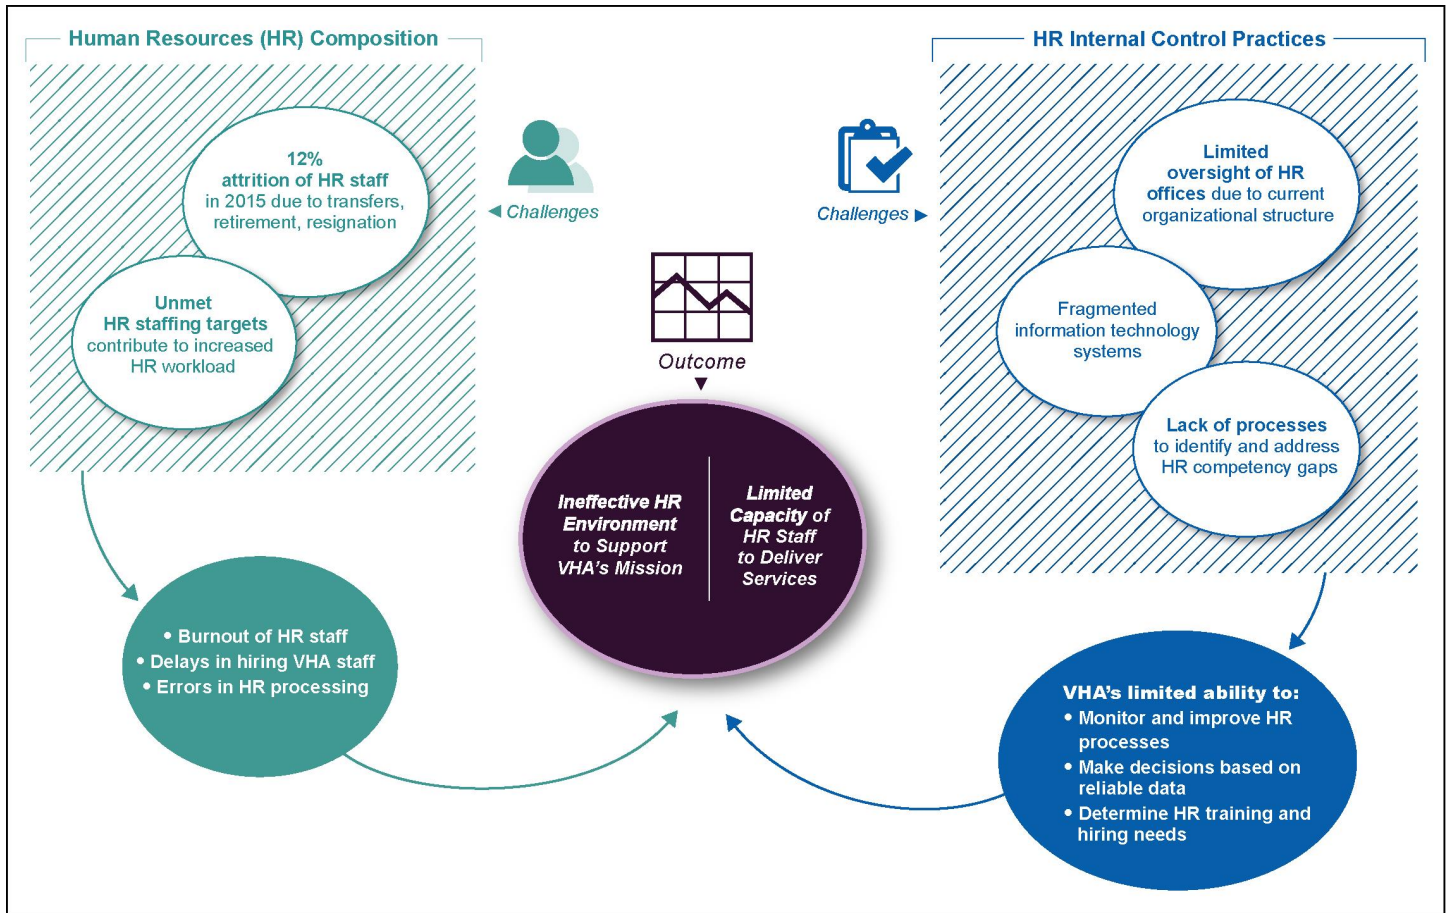 Human Resources (HR) Composition
12%
attrition of HR staff
in 2015 due to transfers,
retirement, resignation
Unmet
HR staffing targets
contribute to increased
HR workload
◄ Challenges
• Burnout of HR staff
• Delays in hiring VHA staff
• Errors in HR processing
Outcome
Ineffective HR
Environment
to Support
VHA's Mission
Limited
Capacity of
HR Staff
to Deliver
Services
HR Internal Control Practices
Challenges ►
Limited
oversight of HR
offices due to current
organizational structure
Fragmented
information technology
systems
Lack of processes
to identify and address
HR competency gaps
VHA's limited ability to:
• Monitor and improve HR
processes
• Make decisions based on
reliable data
• Determine HR training and
hiring needs